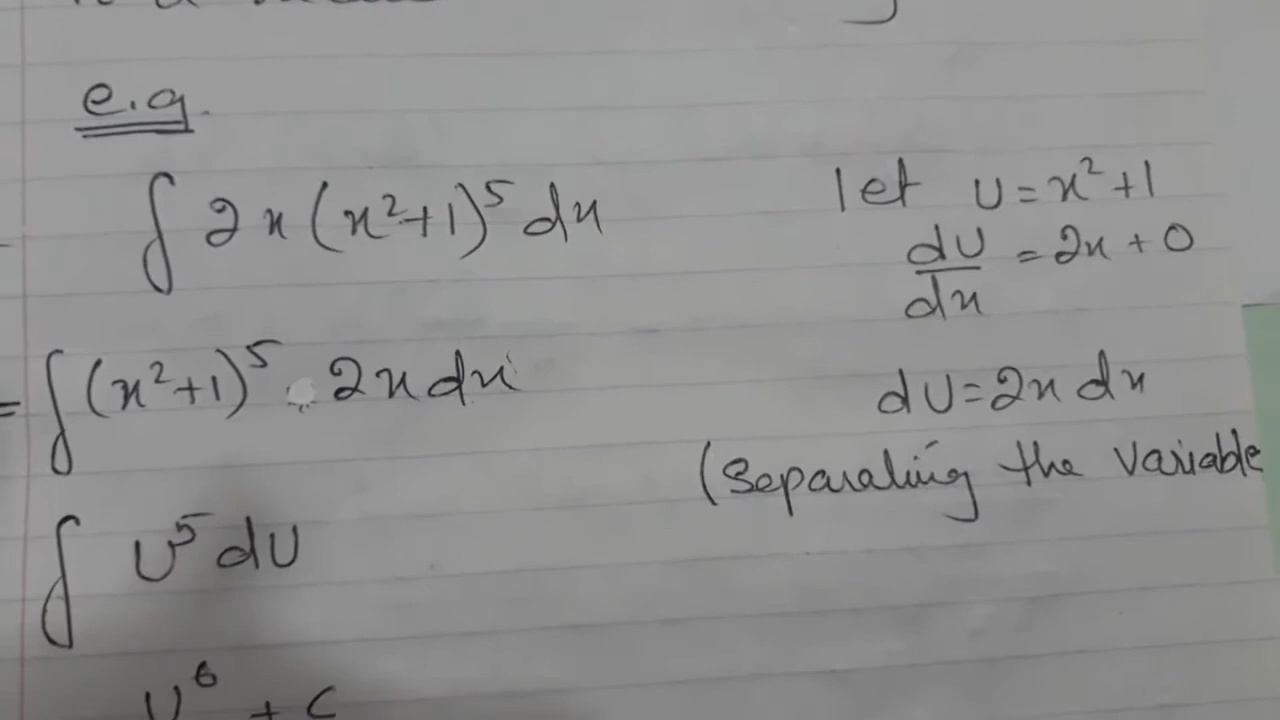 e.g.
∫ 2x(x²+1)⁵ dx
let U = x²+1
dU/dx = 2x + 0
= ∫ (x²+1)⁵ . 2x dx
dU = 2x dx
(Separating the variable
∫ U⁵ dU
U⁶ + C